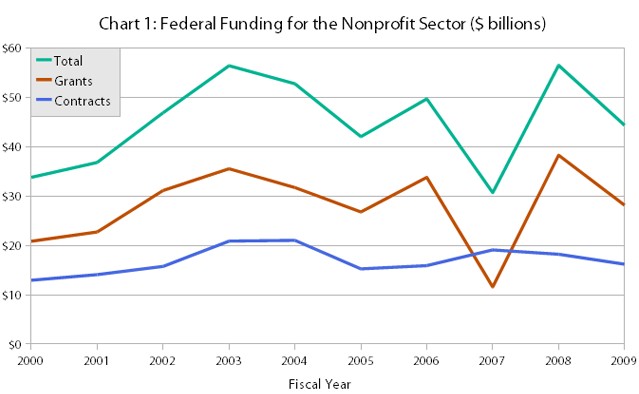 Chart 1: Federal Funding for the Nonprofit Sector ($ billions)
$60
Total
Grants
Contracts
$50
$40
$30
$20
$10
$0
2000 2001 2002 2003 2004 2005 2006 2007 2008 2009
Fiscal Year